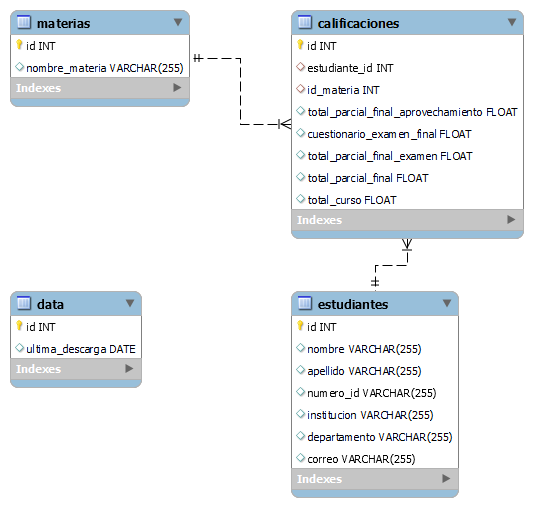 materias
id INT
nombre_materia VARCHAR(255)
Indexes
calificaciones
id INT
estudiante_id INT
id_materia INT
total_parcial_final_aprovechamiento FLOAT
cuestionario_examen_final FLOAT
total_parcial_final_examen FLOAT
total_parcial_final FLOAT
total_curso FLOAT
Indexes
data
id INT
ultima_descarga DATE
Indexes
estudiantes
id INT
nombre VARCHAR(255)
apellido VARCHAR(255)
numero_id VARCHAR(255)
institucion VARCHAR(255)
departamento VARCHAR(255)
correo VARCHAR(255)
Indexes